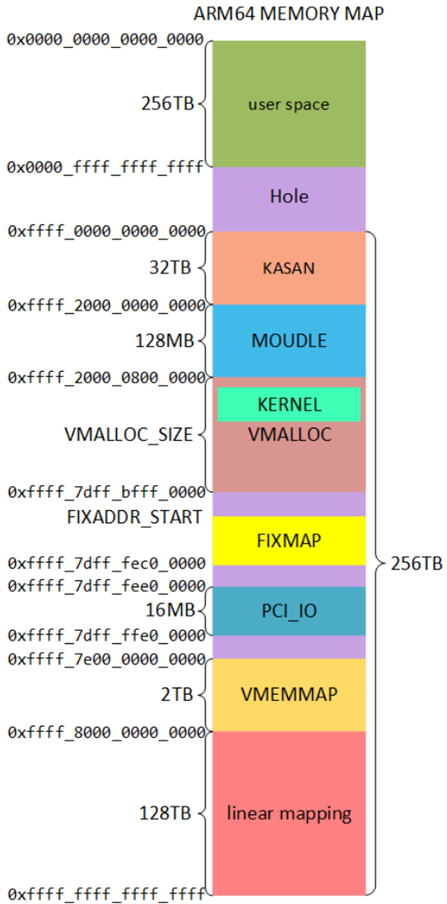 ARM64 MEMORY MAP
0x0000_0000_0000_0000
256TB
user space
0x0000_ffff_ffff_ffff
Hole
0xffff_0000_0000_0000
32TB
KASAN
0xffff_2000_0000_0000
128MB
MOUDLE
0xffff_2000_0800_0000
KERNEL
VMALLOC_SIZE
VMALLOC
0xffff_7dff_bfff_0000
FIXADDR_START
FIXMAP
0xffff_7dff_fec0_0000
256TB
0xffff_7dff_fee0_0000
16MB
PCI_IO
0xffff_7dff_ffe0_0000
0xffff_7e00_0000_0000
2TB
VMEMMAP
0xffff_8000_0000_0000
128TB
linear mapping
0xffff_ffff_ffff_ffff